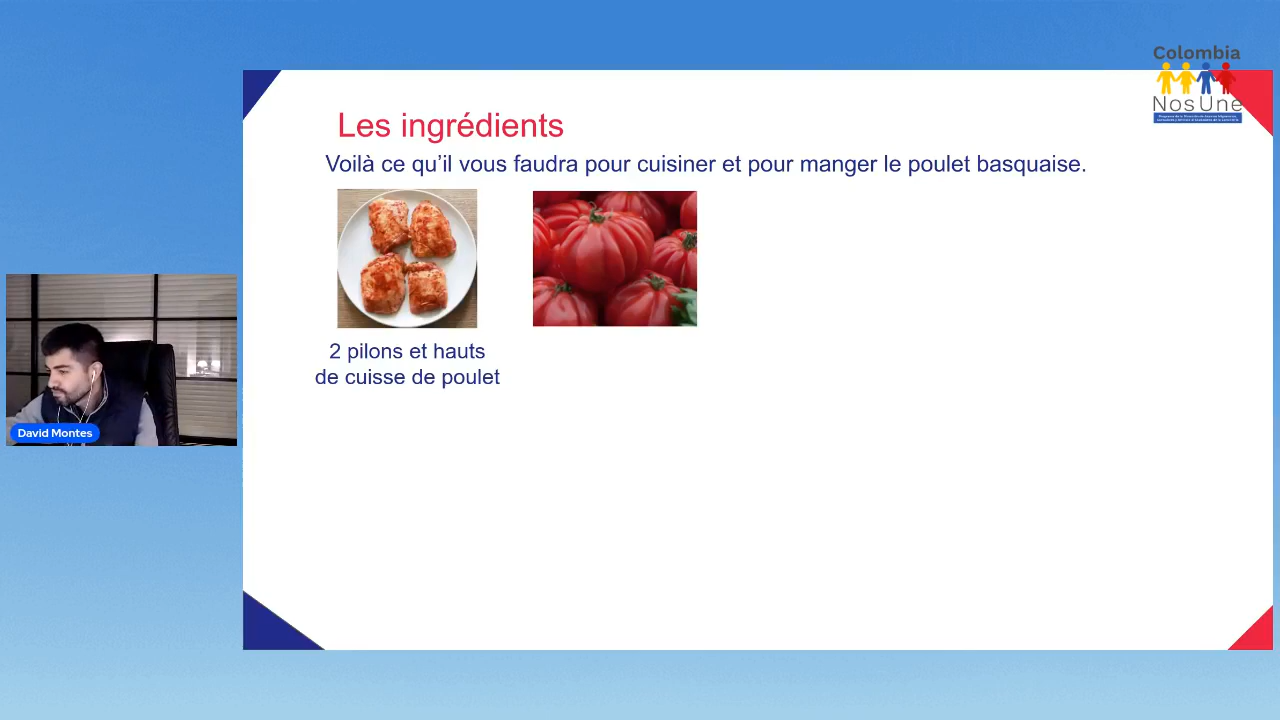 Colombia
Nos Une
Les ingrédients
Voilà ce qu'il vous faudra pour cuisiner et pour manger le poulet basquaise.
2 pilons et hauts
de cuisse de poulet
David Montes